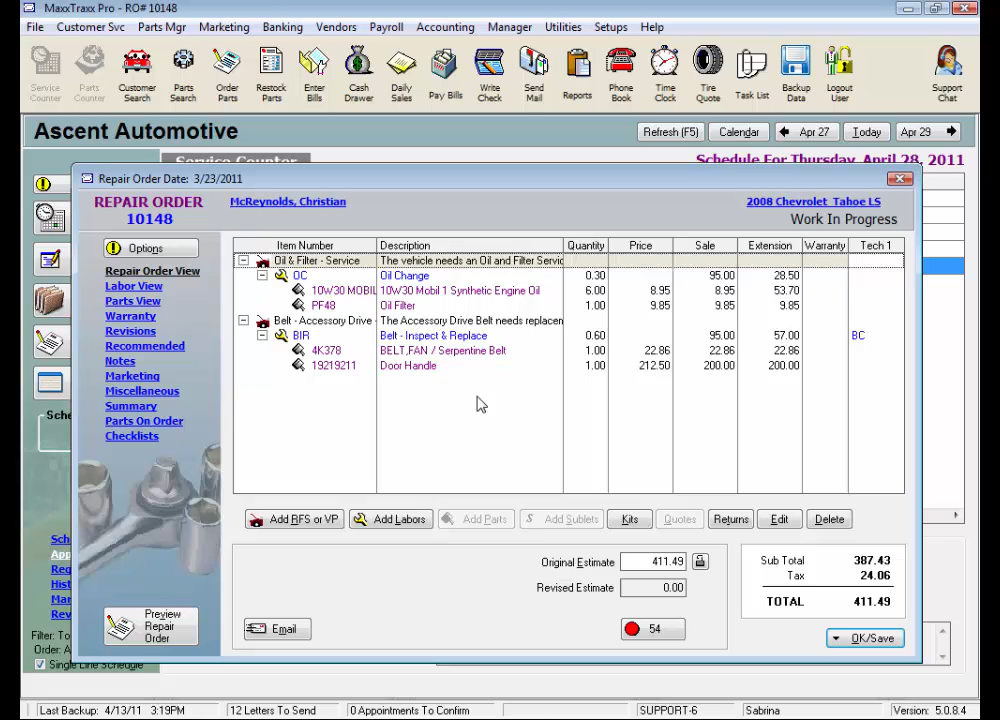 MaxxTraxx Pro - RO# 10148
File Customer Svc Parts Mgr Marketing Banking Vendors Payroll Accounting Manager Utilities Setups Help
Service Counter
Parts Counter
Customer Search
Parts Search
Order Parts
Restock Parts
Enter Bills
Cash Drawer
Daily Sales
Pay Bills
Write Check
Send Mail
Reports
Phone Book
Time Clock
Tire Quote
Task List
Backup Data
Logout User
Support Chat
Ascent Automotive
Refresh (F5) Calendar Apr 27 Today Apr 29
Service Counter
Schedule For Thursday, April 28, 2011
Repair Order Date: 3/23/2011
REPAIR ORDER
10148
McReynolds, Christian
2008 Chevrolet Tahoe LS
Work In Progress
Options
Repair Order View
Labor View
Parts View
Warranty
Revisions
Recommended
Notes
Marketing
Miscellaneous
Summary
Parts On Order
Checklists
Preview Repair Order
Item Number Description Quantity Price Sale Extension Warranty Tech 1
Oil & Filter - Service The vehicle needs an Oil and Filter Servic
OC Oil Change 0.30 95.00 28.50
10W30 MOBIL 10W30 Mobil 1 Synthetic Engine Oil 6.00 8.95 8.95 53.70
PF48 Oil Filter 1.00 9.85 9.85 9.85
Belt - Accessory Drive - The Accessory Drive Belt needs replacen
BIR Belt - Inspect & Replace 0.60 95.00 57.00 BC
4K378 BELT,FAN / Serpentine Belt 1.00 22.86 22.86 22.86
19219211 Door Handle 1.00 212.50 200.00 200.00
Add RFS or VP Add Labors Add Parts Add Sublets Kits Quotes Returns Edit Delete
Original Estimate 411.49
Revised Estimate 0.00
Email
54
Sub Total 387.43
Tax 24.06
TOTAL 411.49
OK/Save
Sche
Sch
App
Req
Hist
Mar
Rev
Filter: To
Order: A
Single Line Schedule
Last Backup: 4/13/11 3:19PM 12 Letters To Send 0 Appointments To Confirm SUPPORT-6 Sabrina Version: 5.0.8.4